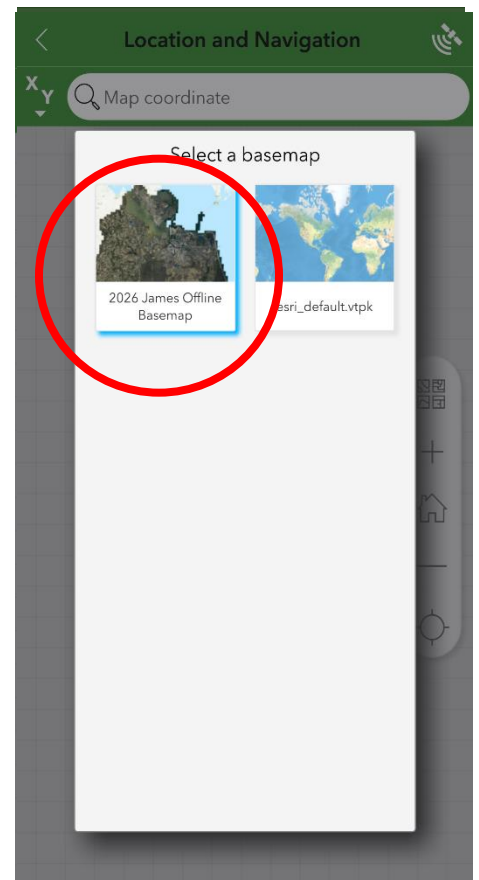 Location and Navigation
X
Y
Map coordinate
Select a basemap
2026 James Offline
Basemap
esri_default.vtpk